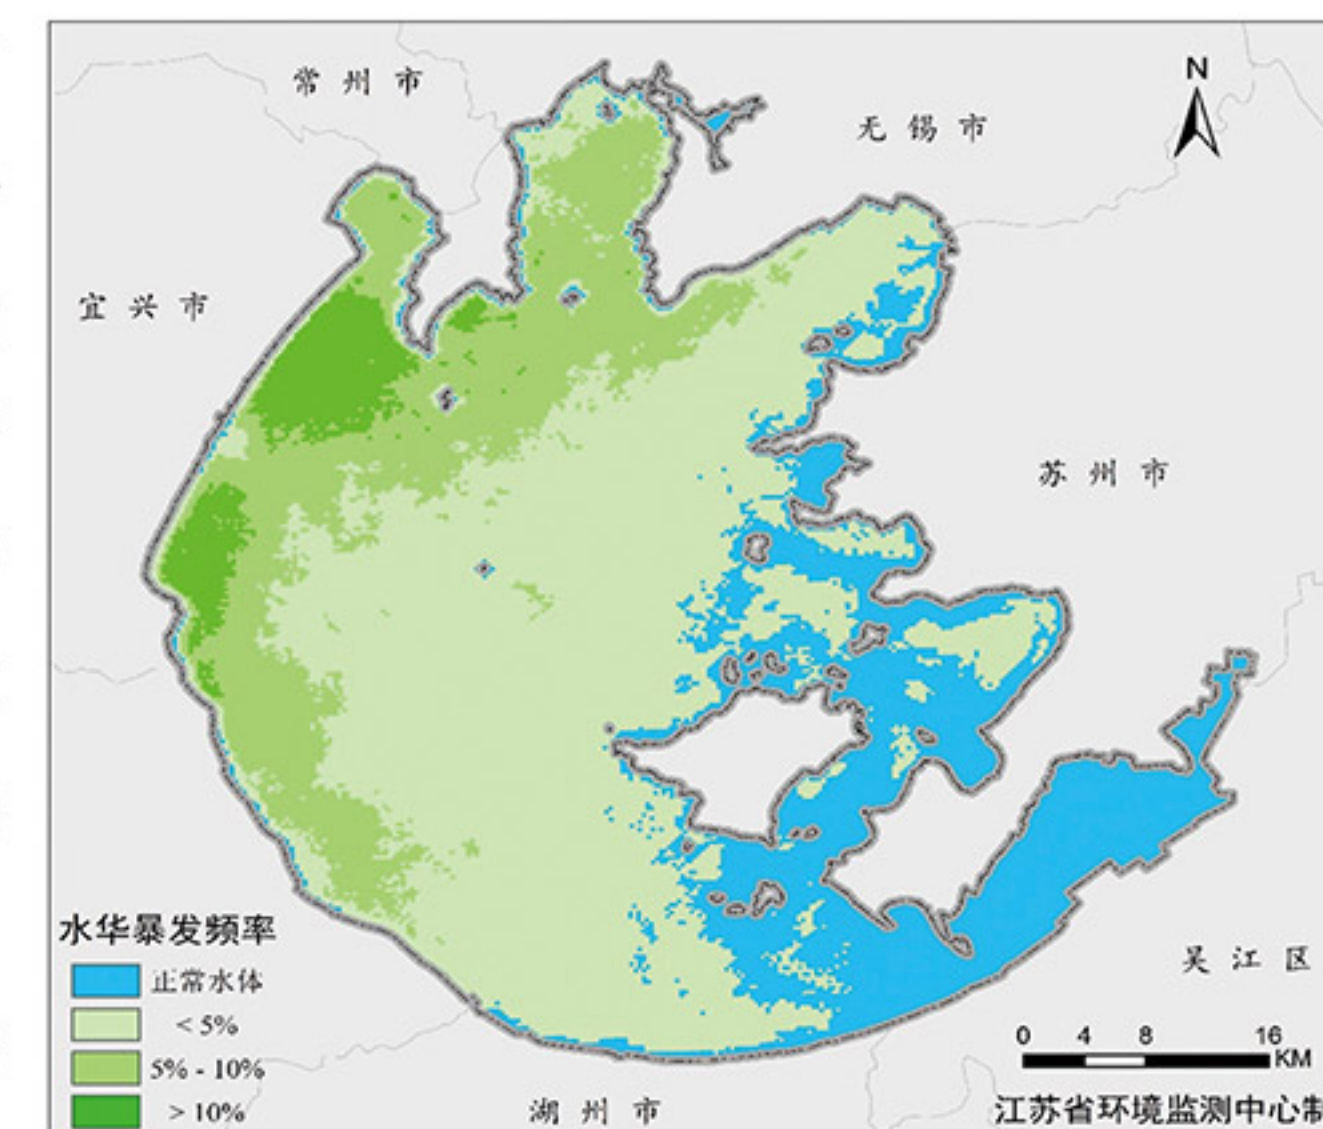 常州市
N
无锡市
宜兴市
苏州市
水华暴发频率
正常水体
< 5%
5% - 10%
> 10%
吴江区
0 4 8 16
KM
湖州市
江苏省环境监测中心制